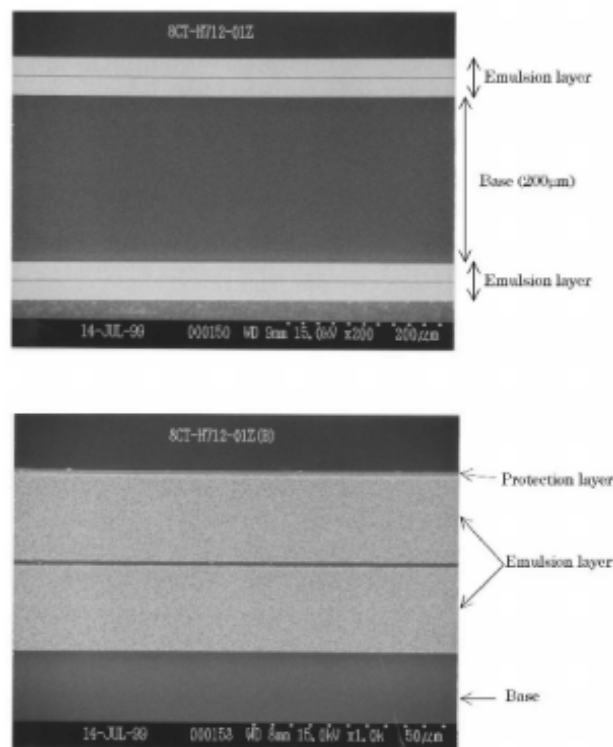 8CT-H712-01Z
Emulsion layer
Base (200μm)
Emulsion layer
14-JUL-99 000150 WD 9mm 15.0kV x200 200μm
8CT-H712-01Z(B)
Protection layer
Emulsion layer
Base
14-JUL-99 000153 WD 8mm 15.0kV x1.0k 50μm